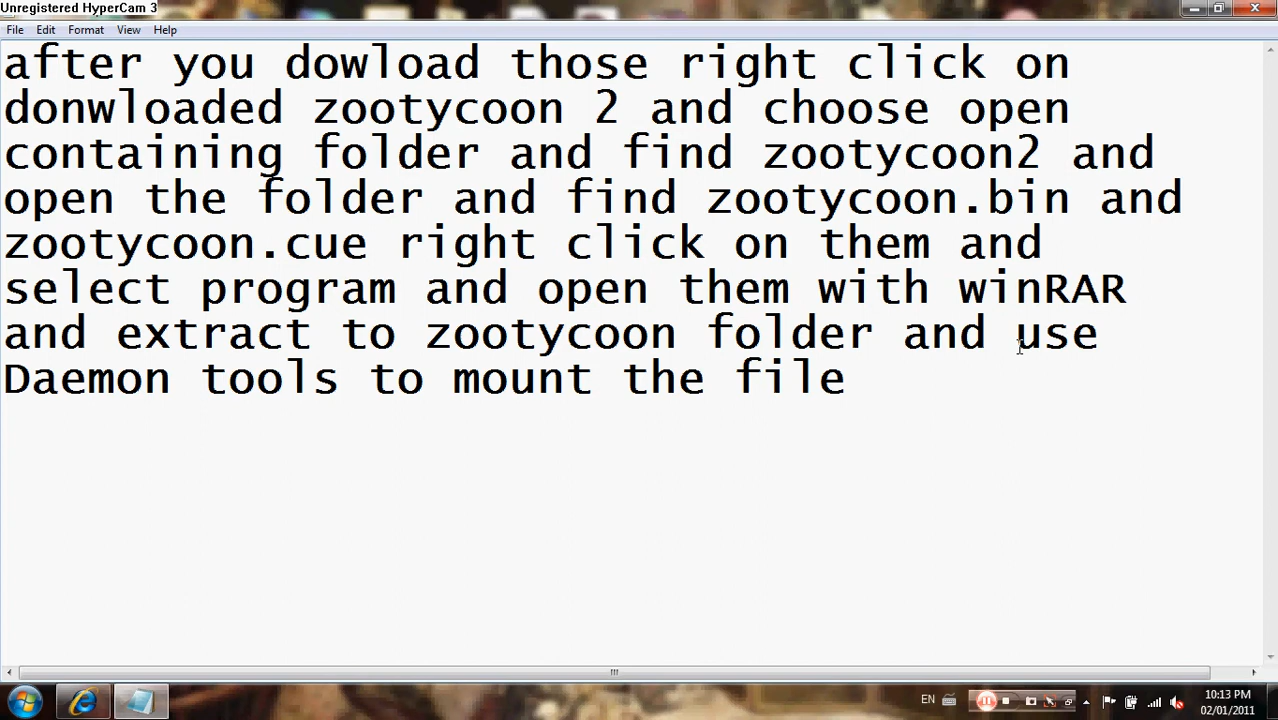 Unregistered HyperCam 3
File Edit Format View Help
after you dowload those right click on
donwloaded zootycoon 2 and choose open
containing folder and find zootycoon2 and
open the folder and find zootycoon.bin and
zootycoon.cue right click on them and
select program and open them with winRAR
and extract to zootycoon folder and use
Daemon tools to mount the file
EN
10:13 PM
02/01/2011